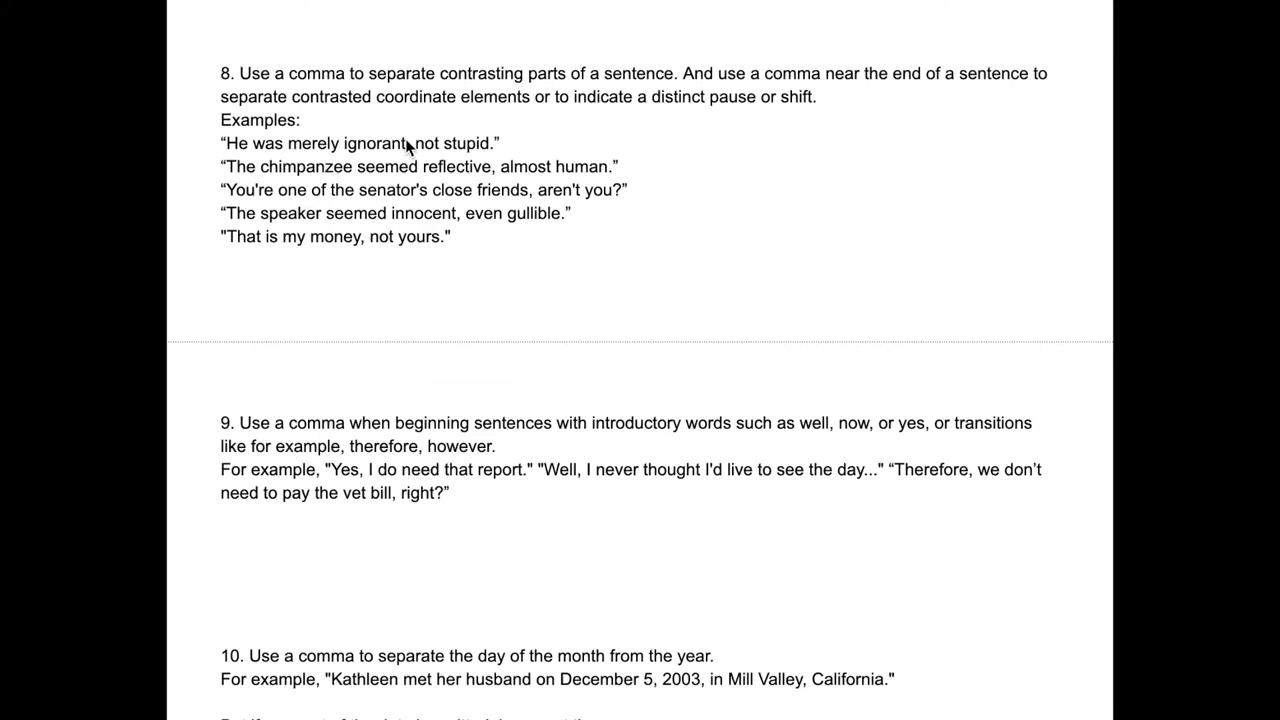 8. Use a comma to separate contrasting parts of a sentence. And use a comma near the end of a sentence to
separate contrasted coordinate elements or to indicate a distinct pause or shift.
Examples:
“He was merely ignorant, not stupid.”
“The chimpanzee seemed reflective, almost human.”
“You're one of the senator's close friends, aren't you?”
“The speaker seemed innocent, even gullible.”
"That is my money, not yours."
9. Use a comma when beginning sentences with introductory words such as well, now, or yes, or transitions
like for example, therefore, however.
For example, "Yes, I do need that report." "Well, I never thought I'd live to see the day..." “Therefore, we don’t
need to pay the vet bill, right?”
10. Use a comma to separate the day of the month from the year.
For example, "Kathleen met her husband on December 5, 2003, in Mill Valley, California."